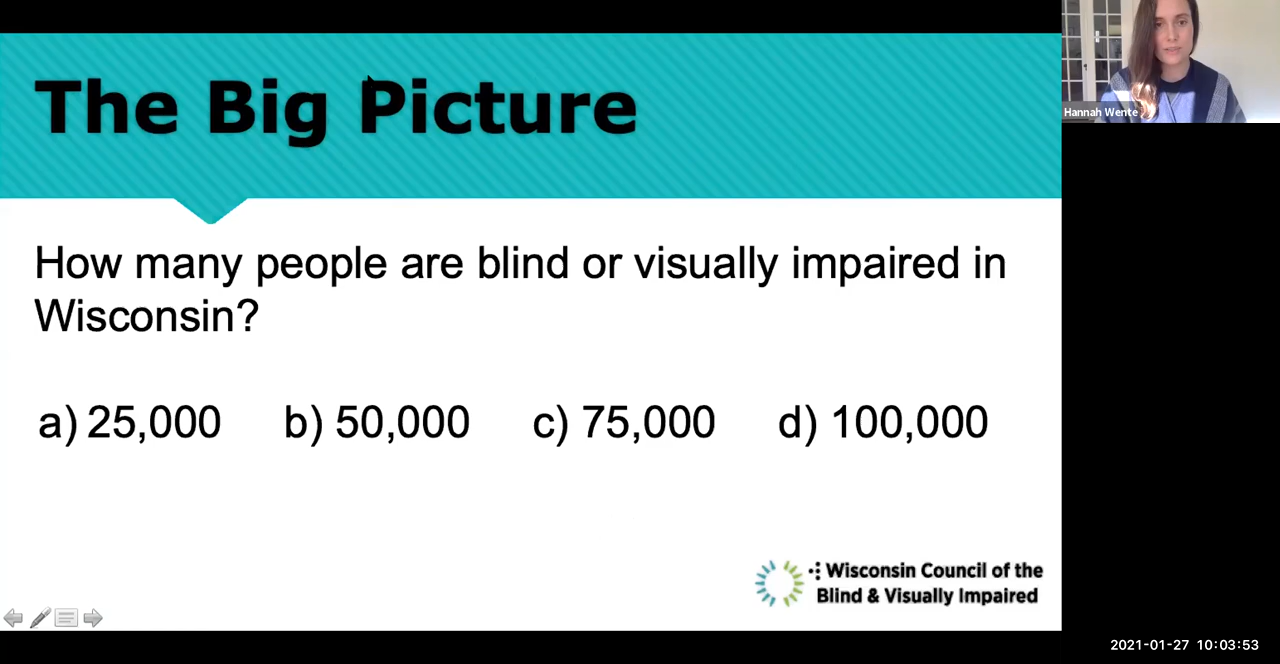 The Big Picture
Hannah Wente
How many people are blind or visually impaired in
Wisconsin?
a) 25,000 b) 50,000 c) 75,000 d) 100,000
Wisconsin Council of the
Blind & Visually Impaired
2021-01-27 10:03:53